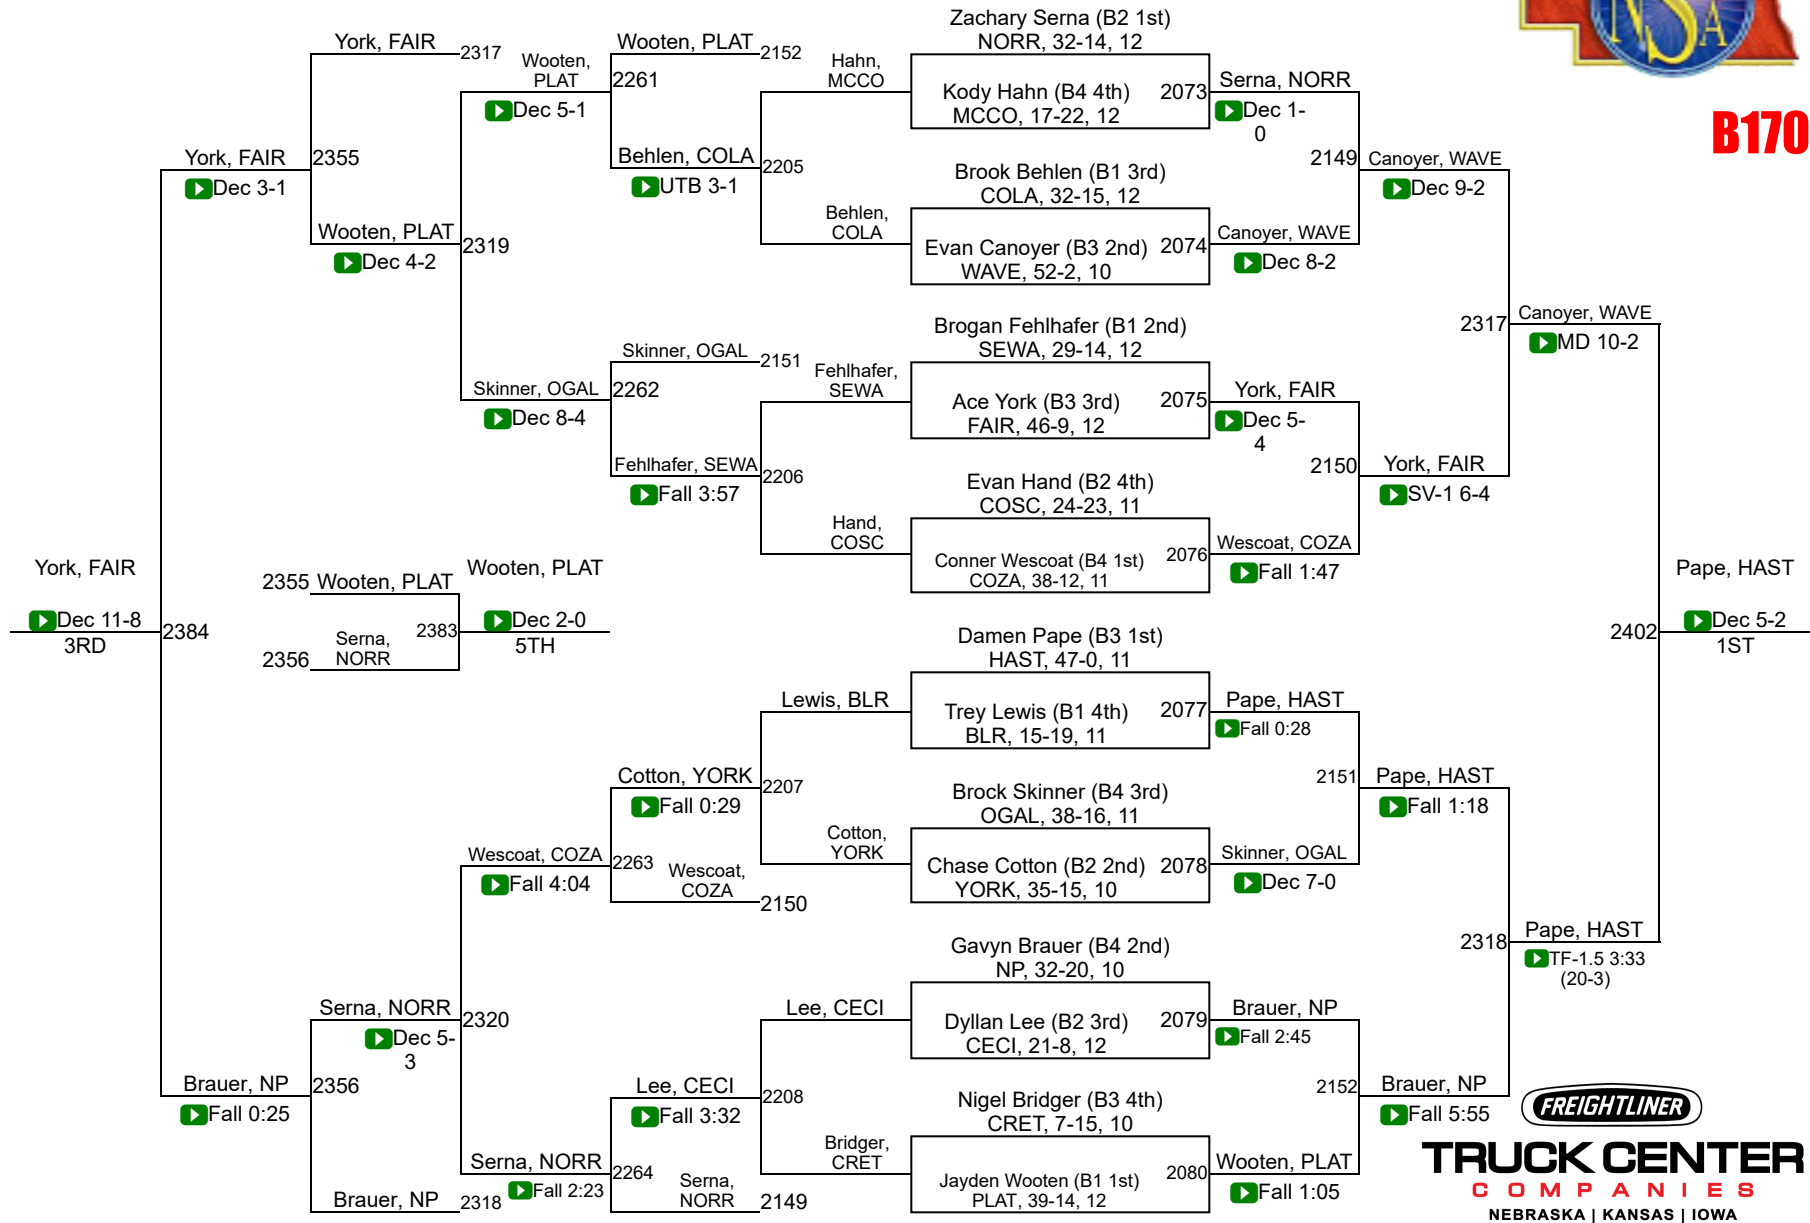 Zachary Serna (B2 1st)
NORR, 32-14, 12
Kody Hahn (B4 4th)
MCCO, 17-22, 12
2073
Brook Behlen (B1 3rd)
COLA, 32-15, 12
Evan Canoyer (B3 2nd)
WAVE, 52-2, 10
2074
Brogan Fehlhafer (B1 2nd)
SEWA, 29-14, 12
Ace York (B3 3rd)
FAIR, 46-9, 12
2075
Evan Hand (B2 4th)
COSC, 24-23, 11
Conner Wescoat (B4 1st)
COZA, 38-12, 11
2076
Damen Pape (B3 1st)
HAST, 47-0, 11
Trey Lewis (B1 4th)
BLR, 15-19, 11
2077
Brock Skinner (B4 3rd)
OGAL, 38-16, 11
Chase Cotton (B2 2nd)
YORK, 35-15, 10
2078
Gavyn Brauer (B4 2nd)
NP, 32-20, 10
Dyllan Lee (B2 3rd)
CECI, 21-8, 12
2079
Nigel Bridger (B3 4th)
CRET, 7-15, 10
Jayden Wooten (B1 1st)
PLAT, 39-14, 12
2080
Serna, NORR
Dec 1-
0
2149
Canoyer, WAVE
Dec 8-2
York, FAIR
Dec 5-
4
2150
Wescoat, COZA
Fall 1:47
Pape, HAST
Fall 0:28
2151
Skinner, OGAL
Dec 7-0
Brauer, NP
Fall 2:45
2152
Wooten, PLAT
Fall 1:05
Canoyer, WAVE
Dec 9-2
2317
York, FAIR
SV-1 6-4
Pape, HAST
Fall 1:18
2318
Brauer, NP
Fall 5:55
Canoyer, WAVE
MD 10-2
2402
Pape, HAST
TF-1.5 3:33
(20-3)
Pape, HAST
Dec 5-2
1ST
Hahn,
MCCO
2205
Behlen,
COLA
Fehlhafer,
SEWA
2206
Hand,
COSC
Lewis, BLR
2207
Cotton,
YORK
Lee, CECI
2208
Bridger,
CRET
Wooten, PLAT
2152
2261
Behlen, COLA
UTB 3-1
Skinner, OGAL
2151
2262
Fehlhafer, SEWA
Fall 3:57
Cotton, YORK
Fall 0:29
2263
Wescoat,
COZA
2150
Lee, CECI
Fall 3:32
2264
Serna,
NORR
2149
Wooten,
PLAT
Dec 5-1
2319
Skinner, OGAL
Dec 8-4
Wescoat, COZA
Fall 4:04
2320
Serna, NORR
Fall 2:23
York, FAIR
2317
2355
Wooten, PLAT
Dec 4-2
Serna, NORR
Dec 5-
3
2356
Brauer, NP
2318
York, FAIR
Dec 3-1
2384
Brauer, NP
Fall 0:25
York, FAIR
Dec 11-8
3RD
2355
Wooten, PLAT
2383
2356
Serna,
NORR
Wooten, PLAT
Dec 2-0
5TH
NSA
B170
FREIGHTLINER
TRUCK CENTER
COMPANIES
NEBRASKA | KANSAS | IOWA